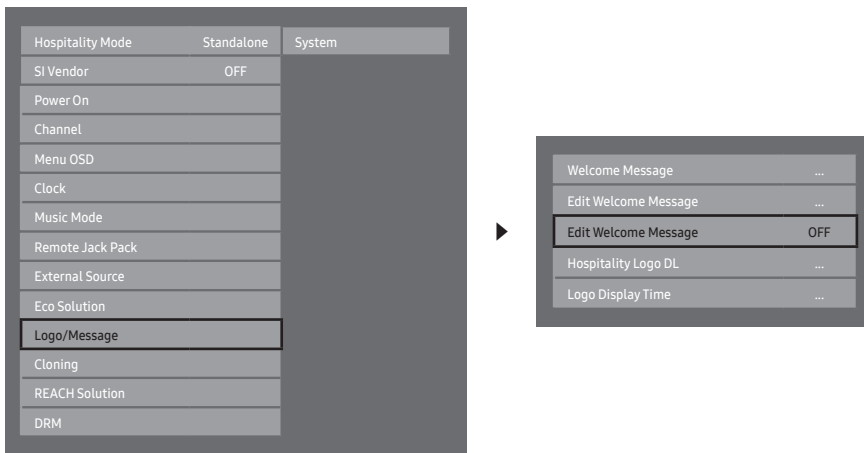 Hospitality Mode Standalone System
SI Vendor OFF
Power On
Channel
Menu OSD
Clock
Music Mode
Remote Jack Pack
External Source
Eco Solution
Logo/Message
Cloning
REACH Solution
DRM
Welcome Message ...
Edit Welcome Message ...
Edit Welcome Message OFF
Hospitality Logo DL ...
Logo Display Time ...